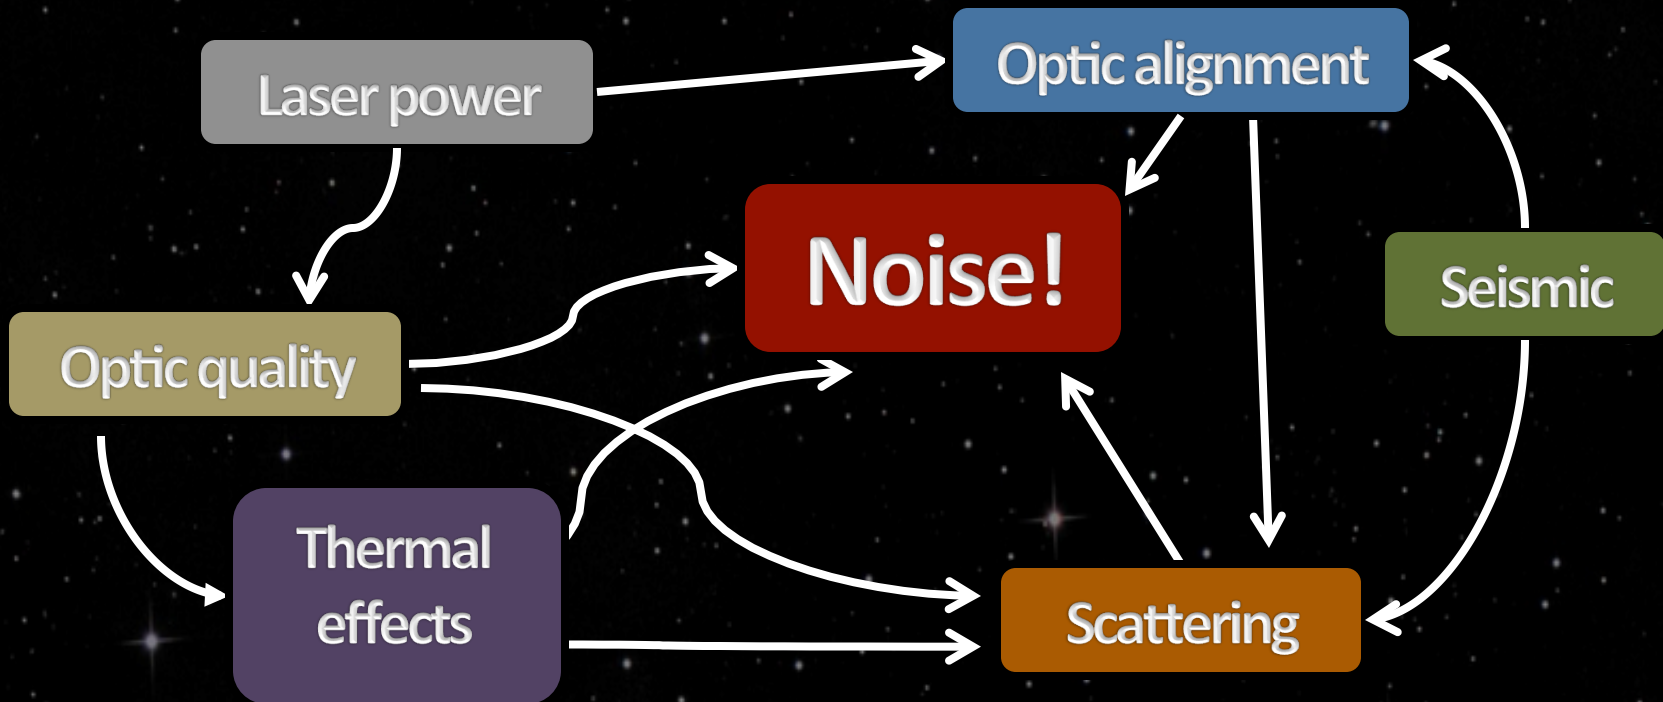 Laser power
Optic alignment
Noise!
Seismic
Optic quality
Thermal
effects
Scattering